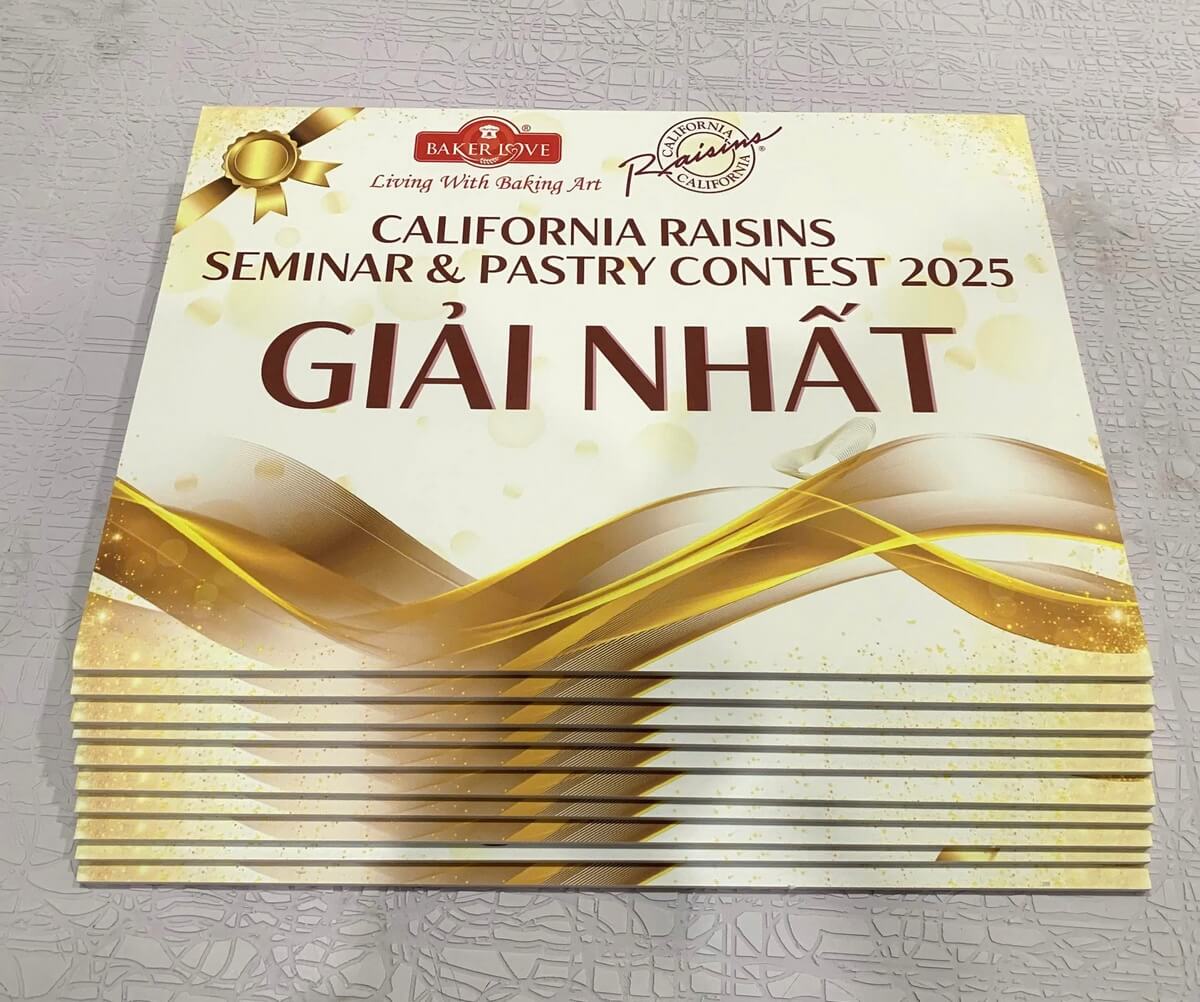 BAKER LOVE ®
Living With Baking Art
CALIFORNIA
Raisins ®
CALIFORNIA
CALIFORNIA RAISINS
SEMINAR & PASTRY CONTEST 2025
GIẢI NHẤT